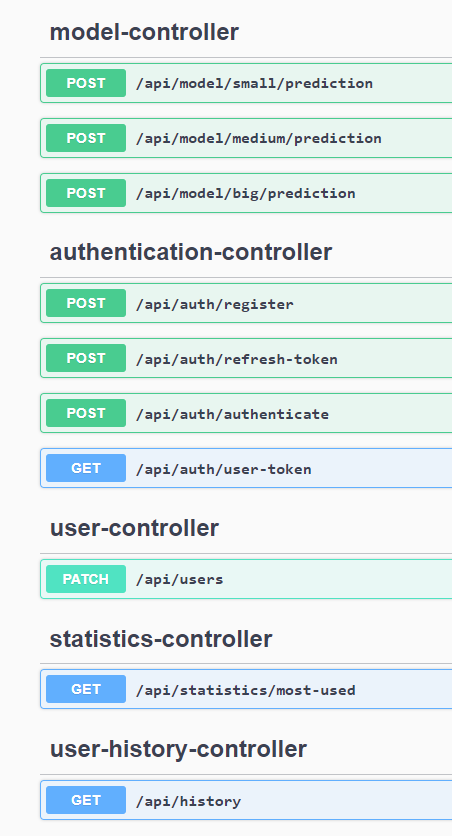 model-controller
POST /api/model/small/prediction
POST /api/model/medium/prediction
POST /api/model/big/prediction
authentication-controller
POST /api/auth/register
POST /api/auth/refresh-token
POST /api/auth/authenticate
GET /api/auth/user-token
user-controller
PATCH /api/users
statistics-controller
GET /api/statistics/most-used
user-history-controller
GET /api/history